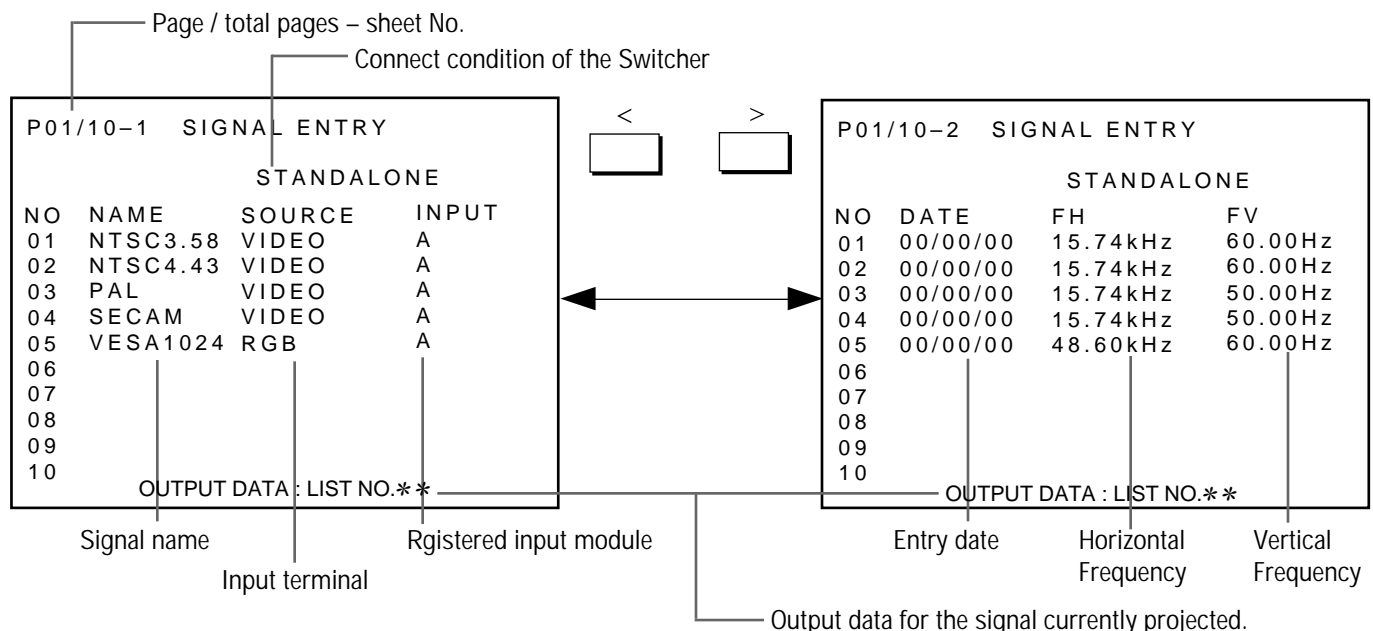 Page / total pages – sheet No.
Connect condition of the Switcher
P01/10–1 SIGNAL ENTRY
STANDALONE
NO NAME SOURCE INPUT
01 NTSC3.58 VIDEO A
02 NTSC4.43 VIDEO A
03 PAL VIDEO A
04 SECAM VIDEO A
05 VESA1024 RGB A
06
07
08
09
10
OUTPUT DATA : LIST NO.**
Signal name
Input terminal
Rgistered input module
< >
P01/10–2 SIGNAL ENTRY
STANDALONE
NO DATE FH FV
01 00/00/00 15.74kHz 60.00Hz
02 00/00/00 15.74kHz 60.00Hz
03 00/00/00 15.74kHz 50.00Hz
04 00/00/00 15.74kHz 50.00Hz
05 00/00/00 48.60kHz 60.00Hz
06
07
08
09
10
OUTPUT DATA : LIST NO.**
Entry date
Horizontal
Frequency
Vertical
Frequency
Output data for the signal currently projected.